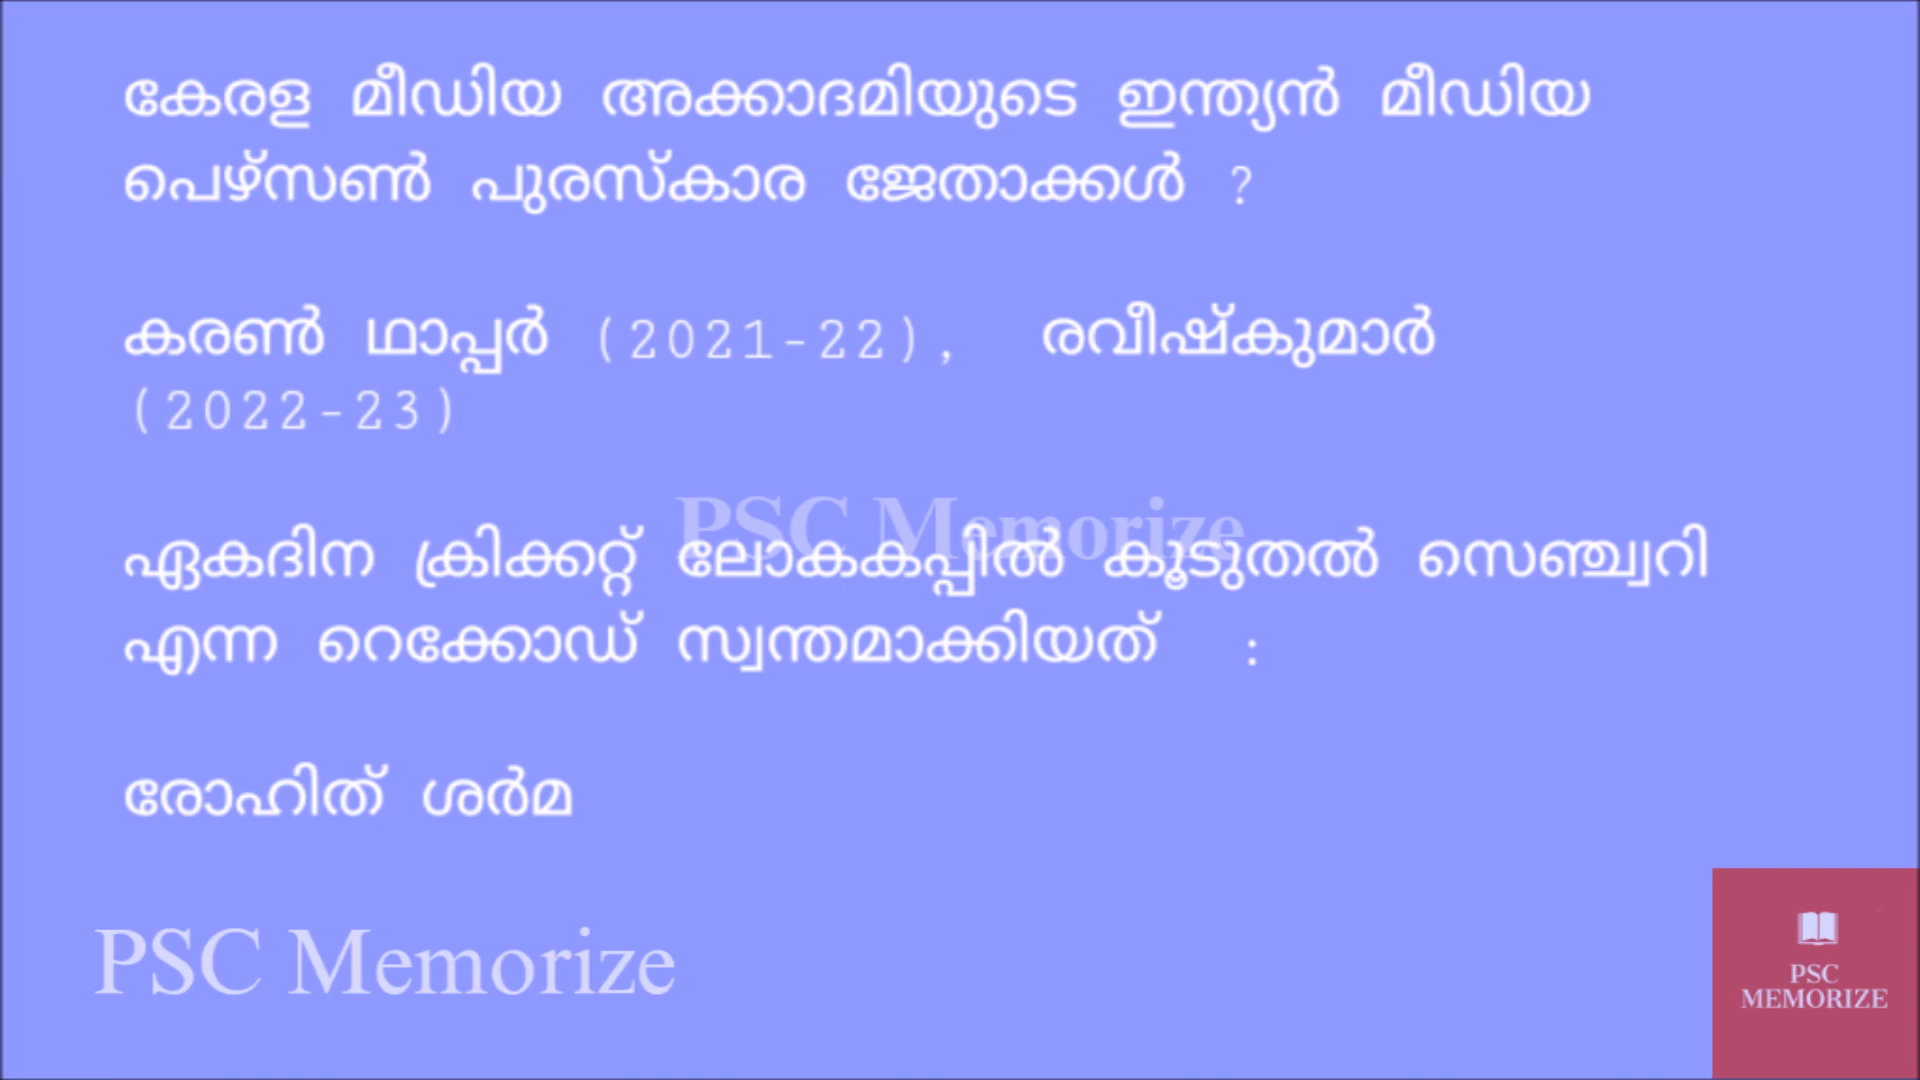 കേരള മീഡിയ അക്കാദമിയുടെ ഇന്ത്യൻ മീഡിയ
പെഴ്സൺ പുരസ്കാര ജേതാക്കൾ ?
കരൺ ഥാപ്പർ (2021-22), രവീഷ്കുമാർ
(2022-23)
PSC Memorize
ഏകദിന ക്രിക്കറ്റ് ലോകകപ്പിൽ കൂടുതൽ സെഞ്ച്വറി
എന്ന റെക്കോഡ് സ്വന്തമാക്കിയത് :
രോഹിത് ശർമ
PSC Memorize
PSC
MEMORIZE